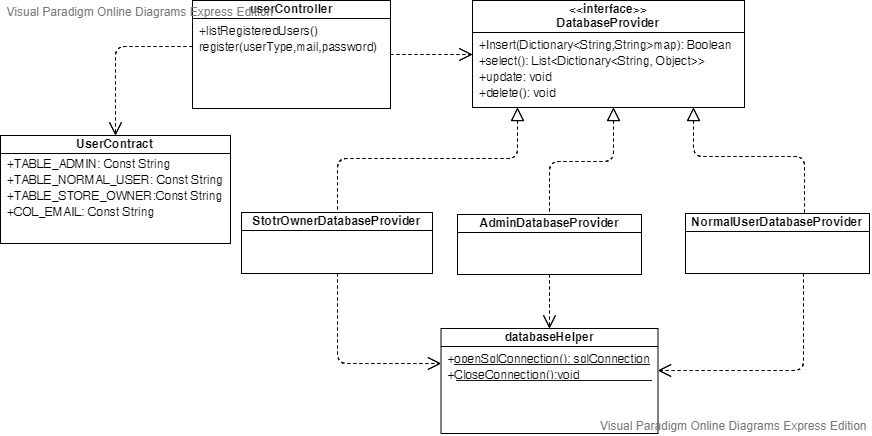 Visual Paradigm Online Diagrams Express Edition
userController
+listRegisteredUsers()
register(userType,mail,password)
<<interface>>
DatabaseProvider
+Insert(Dictionary<String,String>map): Boolean
+select(): List<Dictionary<String, Object>>
+update: void
+delete(): void
UserContract
+TABLE_ADMIN: Const String
+TABLE_NORMAL_USER: Const String
+TABLE_STORE_OWNER:Const String
+COL_EMAIL: Const String
StotrOwnerDatabaseProvider
AdminDatabaseProvider
NormalUserDatabaseProvider
databaseHelper
+openSqlConnection(): sqlConnection
+CloseConnection():void
Visual Paradigm Online Diagrams Express Edition